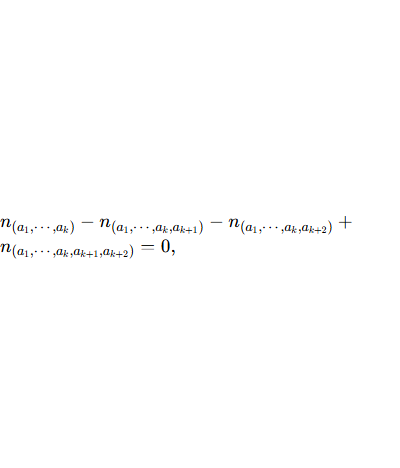 n_{(a_1,\cdots,a_k)} - n_{(a_1,\cdots,a_k,a_{k+1})} - n_{(a_1,\cdots,a_k,a_{k+2})} +
n_{(a_1,\cdots,a_k,a_{k+1},a_{k+2})} = 0,